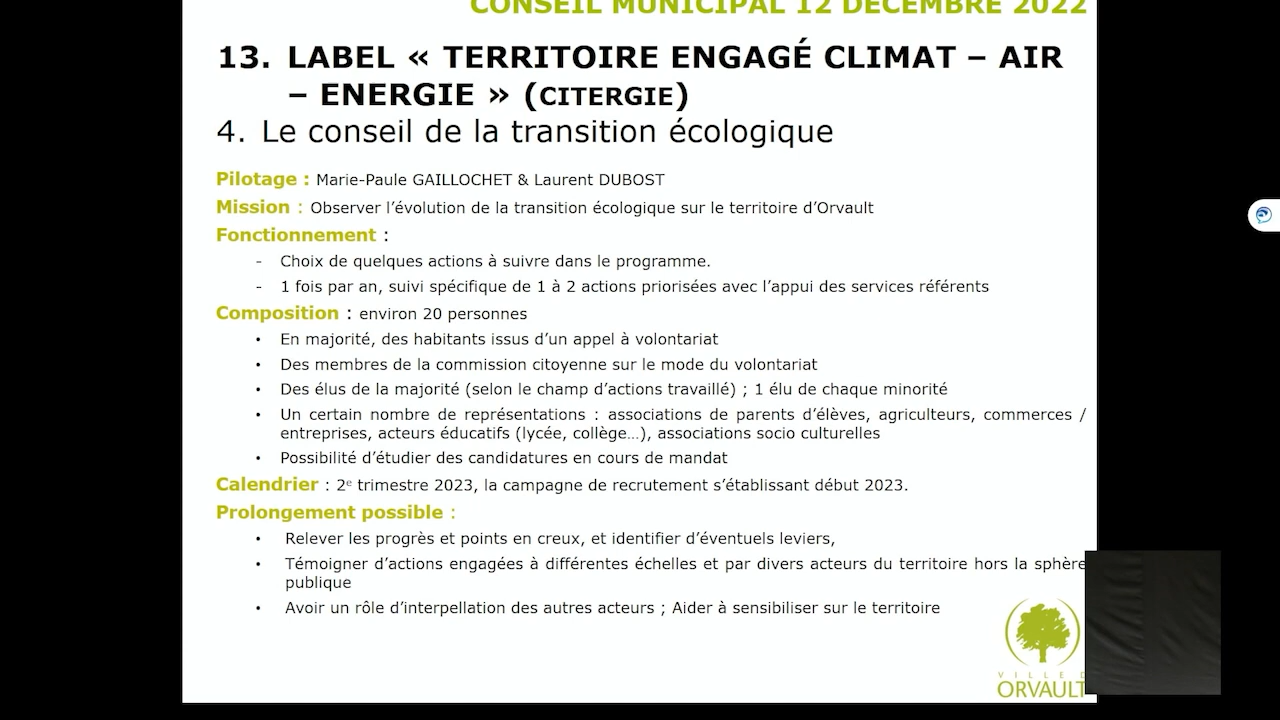 CONSEIL MUNICIPAL 12 DECEMBRE 2022
13. LABEL « TERRITOIRE ENGAGÉ CLIMAT – AIR
– ENERGIE » (CITERGIE)
4. Le conseil de la transition écologique
Pilotage : Marie-Paule GAILLOCHET & Laurent DUBOST
Mission : Observer l’évolution de la transition écologique sur le territoire d’Orvault
Fonctionnement :
- Choix de quelques actions à suivre dans le programme.
- 1 fois par an, suivi spécifique de 1 à 2 actions priorisées avec l’appui des services référents
Composition : environ 20 personnes
• En majorité, des habitants issus d’un appel à volontariat
• Des membres de la commission citoyenne sur le mode du volontariat
• Des élus de la majorité (selon le champ d’actions travaillé) ; 1 élu de chaque minorité
• Un certain nombre de représentations : associations de parents d’élèves, agriculteurs, commerces /
entreprises, acteurs éducatifs (lycée, collège…), associations socio culturelles
• Possibilité d’étudier des candidatures en cours de mandat
Calendrier : 2e trimestre 2023, la campagne de recrutement s’établissant début 2023.
Prolongement possible :
• Relever les progrès et points en creux, et identifier d’éventuels leviers,
• Témoigner d’actions engagées à différentes échelles et par divers acteurs du territoire hors la sphère
publique
• Avoir un rôle d’interpellation des autres acteurs ; Aider à sensibiliser sur le territoire
VILLE D
ORVAULT